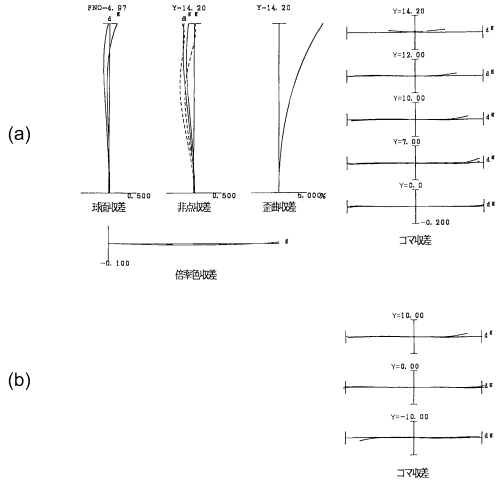 (a)
FNO=4.97
d g
0.500
球面収差
Y=14.20
d g g
0.500
非点収差
Y=14.20
5.000%
歪曲収差
g
-0.100
倍率色収差
Y=14.20
d g
Y=12.00
d g
Y=10.00
d g
Y=7.00
d g
Y=0.0
d g
-0.200
コマ収差
(b)
Y=10.00
d g
Y=0.00
d g
Y=-10.00
d g
コマ収差